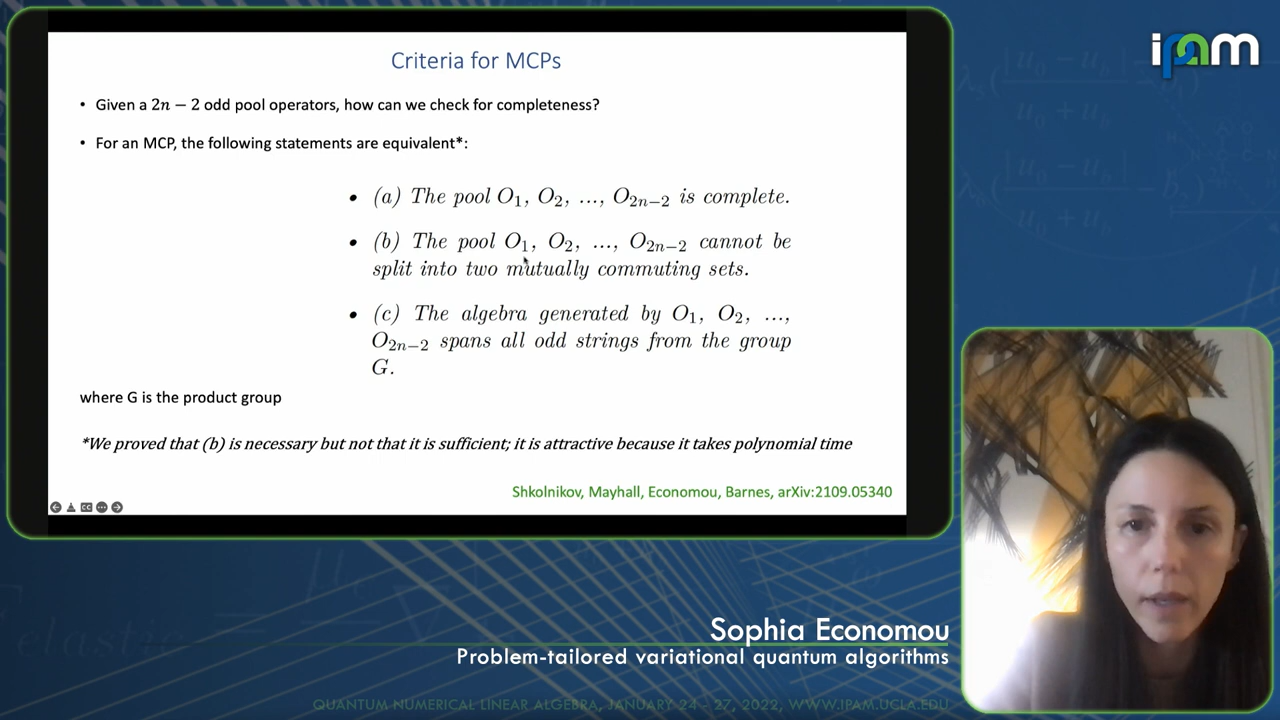 Criteria for MCPs
• Given a 2n − 2 odd pool operators, how can we check for completeness?
• For an MCP, the following statements are equivalent*:
• (a) The pool O₁, O₂, ..., O₂ₙ₋₂ is complete.
• (b) The pool O₁, O₂, ..., O₂ₙ₋₂ cannot be
split into two mutually commuting sets.
• (c) The algebra generated by O₁, O₂, ...,
O₂ₙ₋₂ spans all odd strings from the group
G.
where G is the product group
*We proved that (b) is necessary but not that it is sufficient; it is attractive because it takes polynomial time
Shkolnikov, Mayhall, Economou, Barnes, arXiv:2109.05340
ipam
Sophia Economou
Problem-tailored variational quantum algorithms
QUANTUM NUMERICAL LINEAR ALGEBRA, JANUARY 24 - 27, 2022, WWW.IPAM.UCLA.EDU
elastic